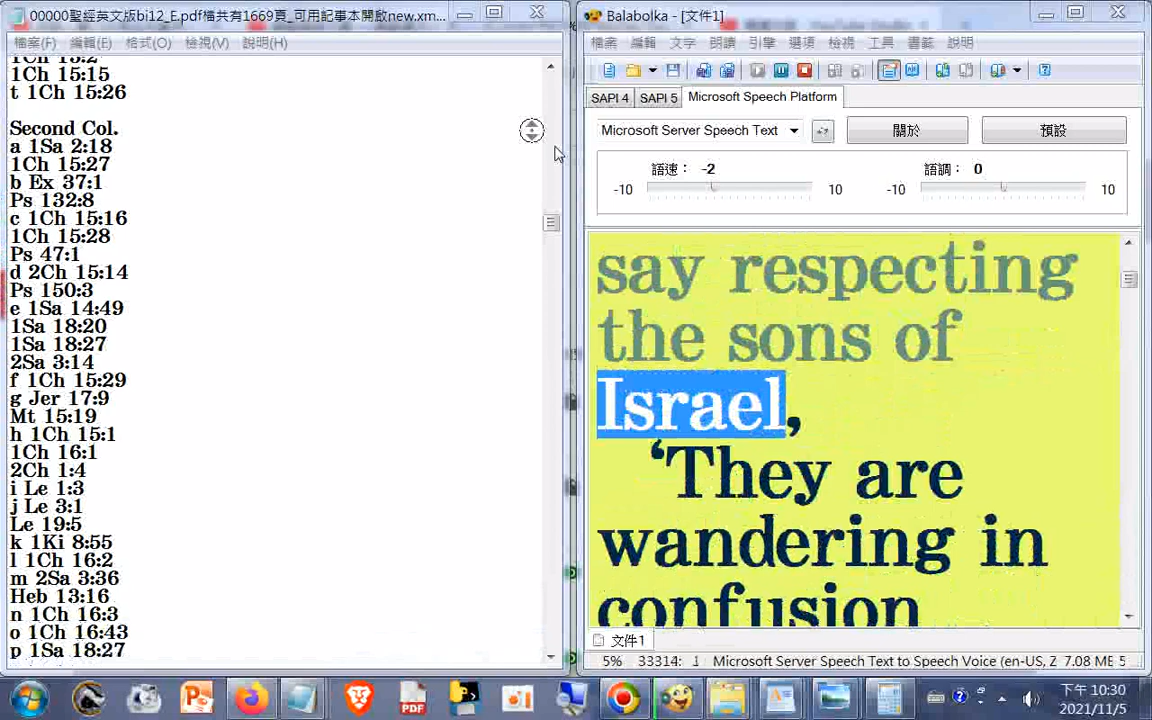 00000聖經英文版bi12_E.pdf檔共有1669頁_可用記事本開啟new.xm...
檔案(F) 編輯(E) 格式(O) 檢視(V) 說明(H)
1Ch 15:15
t 1Ch 15:26
Second Col.
a 1Sa 2:18
1Ch 15:27
b Ex 37:1
Ps 132:8
c 1Ch 15:16
1Ch 15:28
Ps 47:1
d 2Ch 15:14
Ps 150:3
e 1Sa 14:49
1Sa 18:20
1Sa 18:27
2Sa 3:14
f 1Ch 15:29
g Jer 17:9
Mt 15:19
h 1Ch 15:1
1Ch 16:1
2Ch 1:4
i Le 1:3
j Le 3:1
Le 19:5
k 1Ki 8:55
l 1Ch 16:2
m 2Sa 3:36
Heb 13:16
n 1Ch 16:3
o 1Ch 16:43
p 1Sa 18:27
Balabolka - [文件1]
檔案 編輯 文字 朗讀 引擎 選項 檢視 工具 書籤 說明
SAPI 4 SAPI 5 Microsoft Speech Platform
Microsoft Server Speech Text 關於 預設
語速： -2 語調： 0
-10 10 -10 10
say respecting
the sons of
Israel,
‘They are
wandering in
confusion
文件1
5% 33314: 1 Microsoft Server Speech Text to Speech Voice (en-US, Z 7.08 ME 5
PDF
下午 10:30
2021/11/5